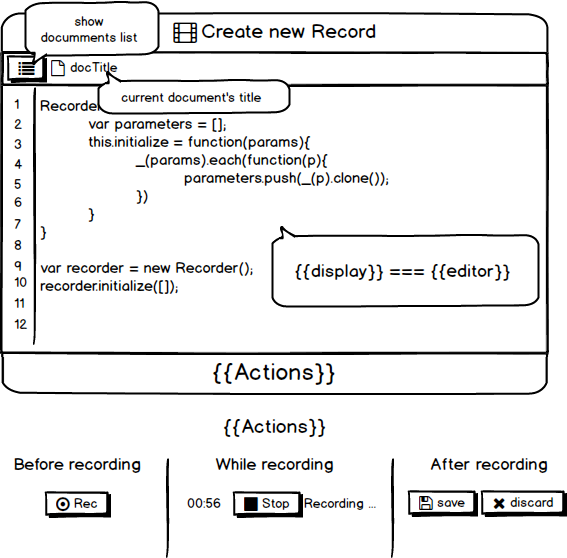 show
documments list
Create new Record
docTitle
current document's title
1 Recorder
2 var parameters = [];
3 this.initialize = function(params){
4 _(params).each(function(p){
5 parameters.push(_(p).clone());
6 })
7 }
8 }
9 var recorder = new Recorder();
10 recorder.initialize([]);
11
12
{{display}} === {{editor}}
{{Actions}}
{{Actions}}
Before recording
While recording
After recording
Rec
00:56 Stop Recording ...
save discard